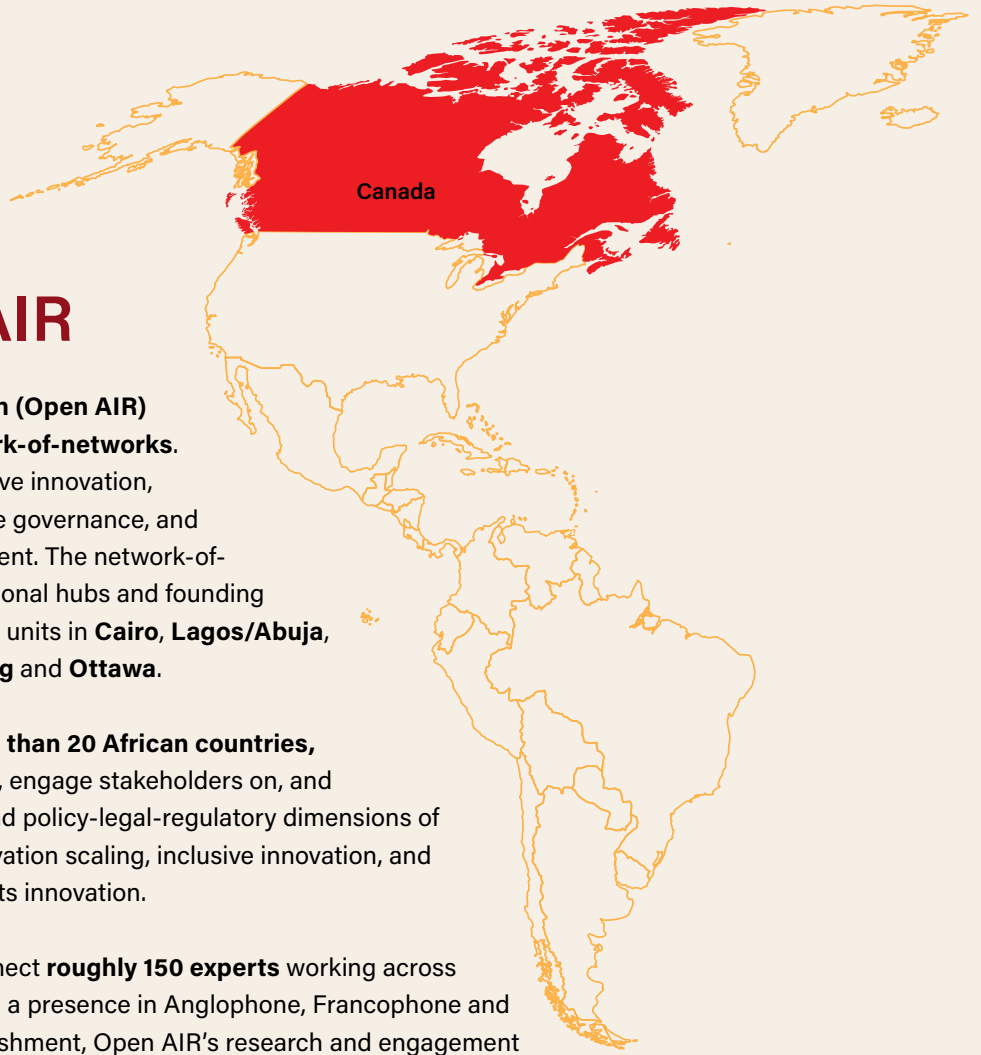 Canada
AIR
n (Open AIR)
rk-of-networks.
ve innovation,
e governance, and
ent. The network-of-
onal hubs and founding
units in Cairo, Lagos/Abuja,
g and Ottawa.
than 20 African countries,
, engage stakeholders on, and
nd policy-legal-regulatory dimensions of
vation scaling, inclusive innovation, and
ts innovation.
nect roughly 150 experts working across
a presence in Anglophone, Francophone and
shment, Open AIR's research and engagement